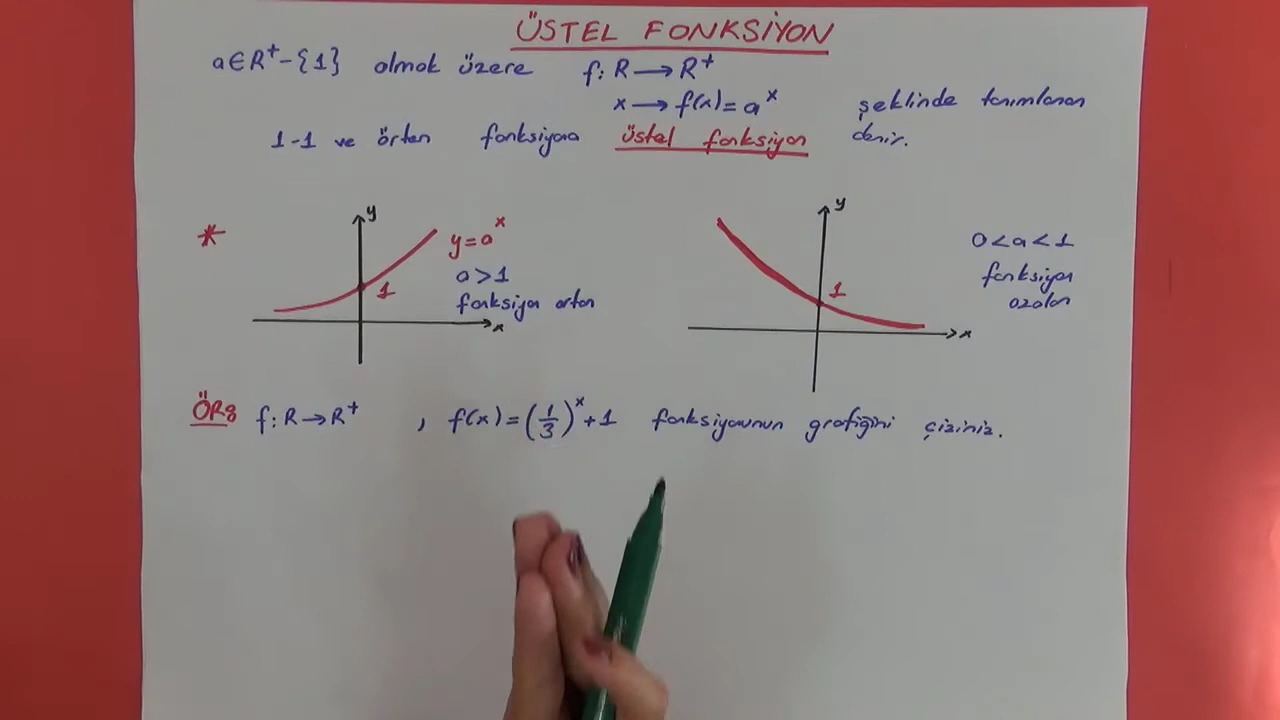 ÜSTEL FONKSİYON
a∈R⁺-{1} olmak üzere f: R→R⁺
x→f(x)=aˣ şeklinde tanımlanan
1-1 ve örten fonksiyona üstel fonksiyon denir.
* y
y=aˣ
1
a>1
fonksiyon artan
x
y
1
0<a<1
fonksiyon
azalan
x
ÖRS f:R→R⁺ , f(x)=(1/3)ˣ+1 fonksiyonunun grafiğini çiziniz.